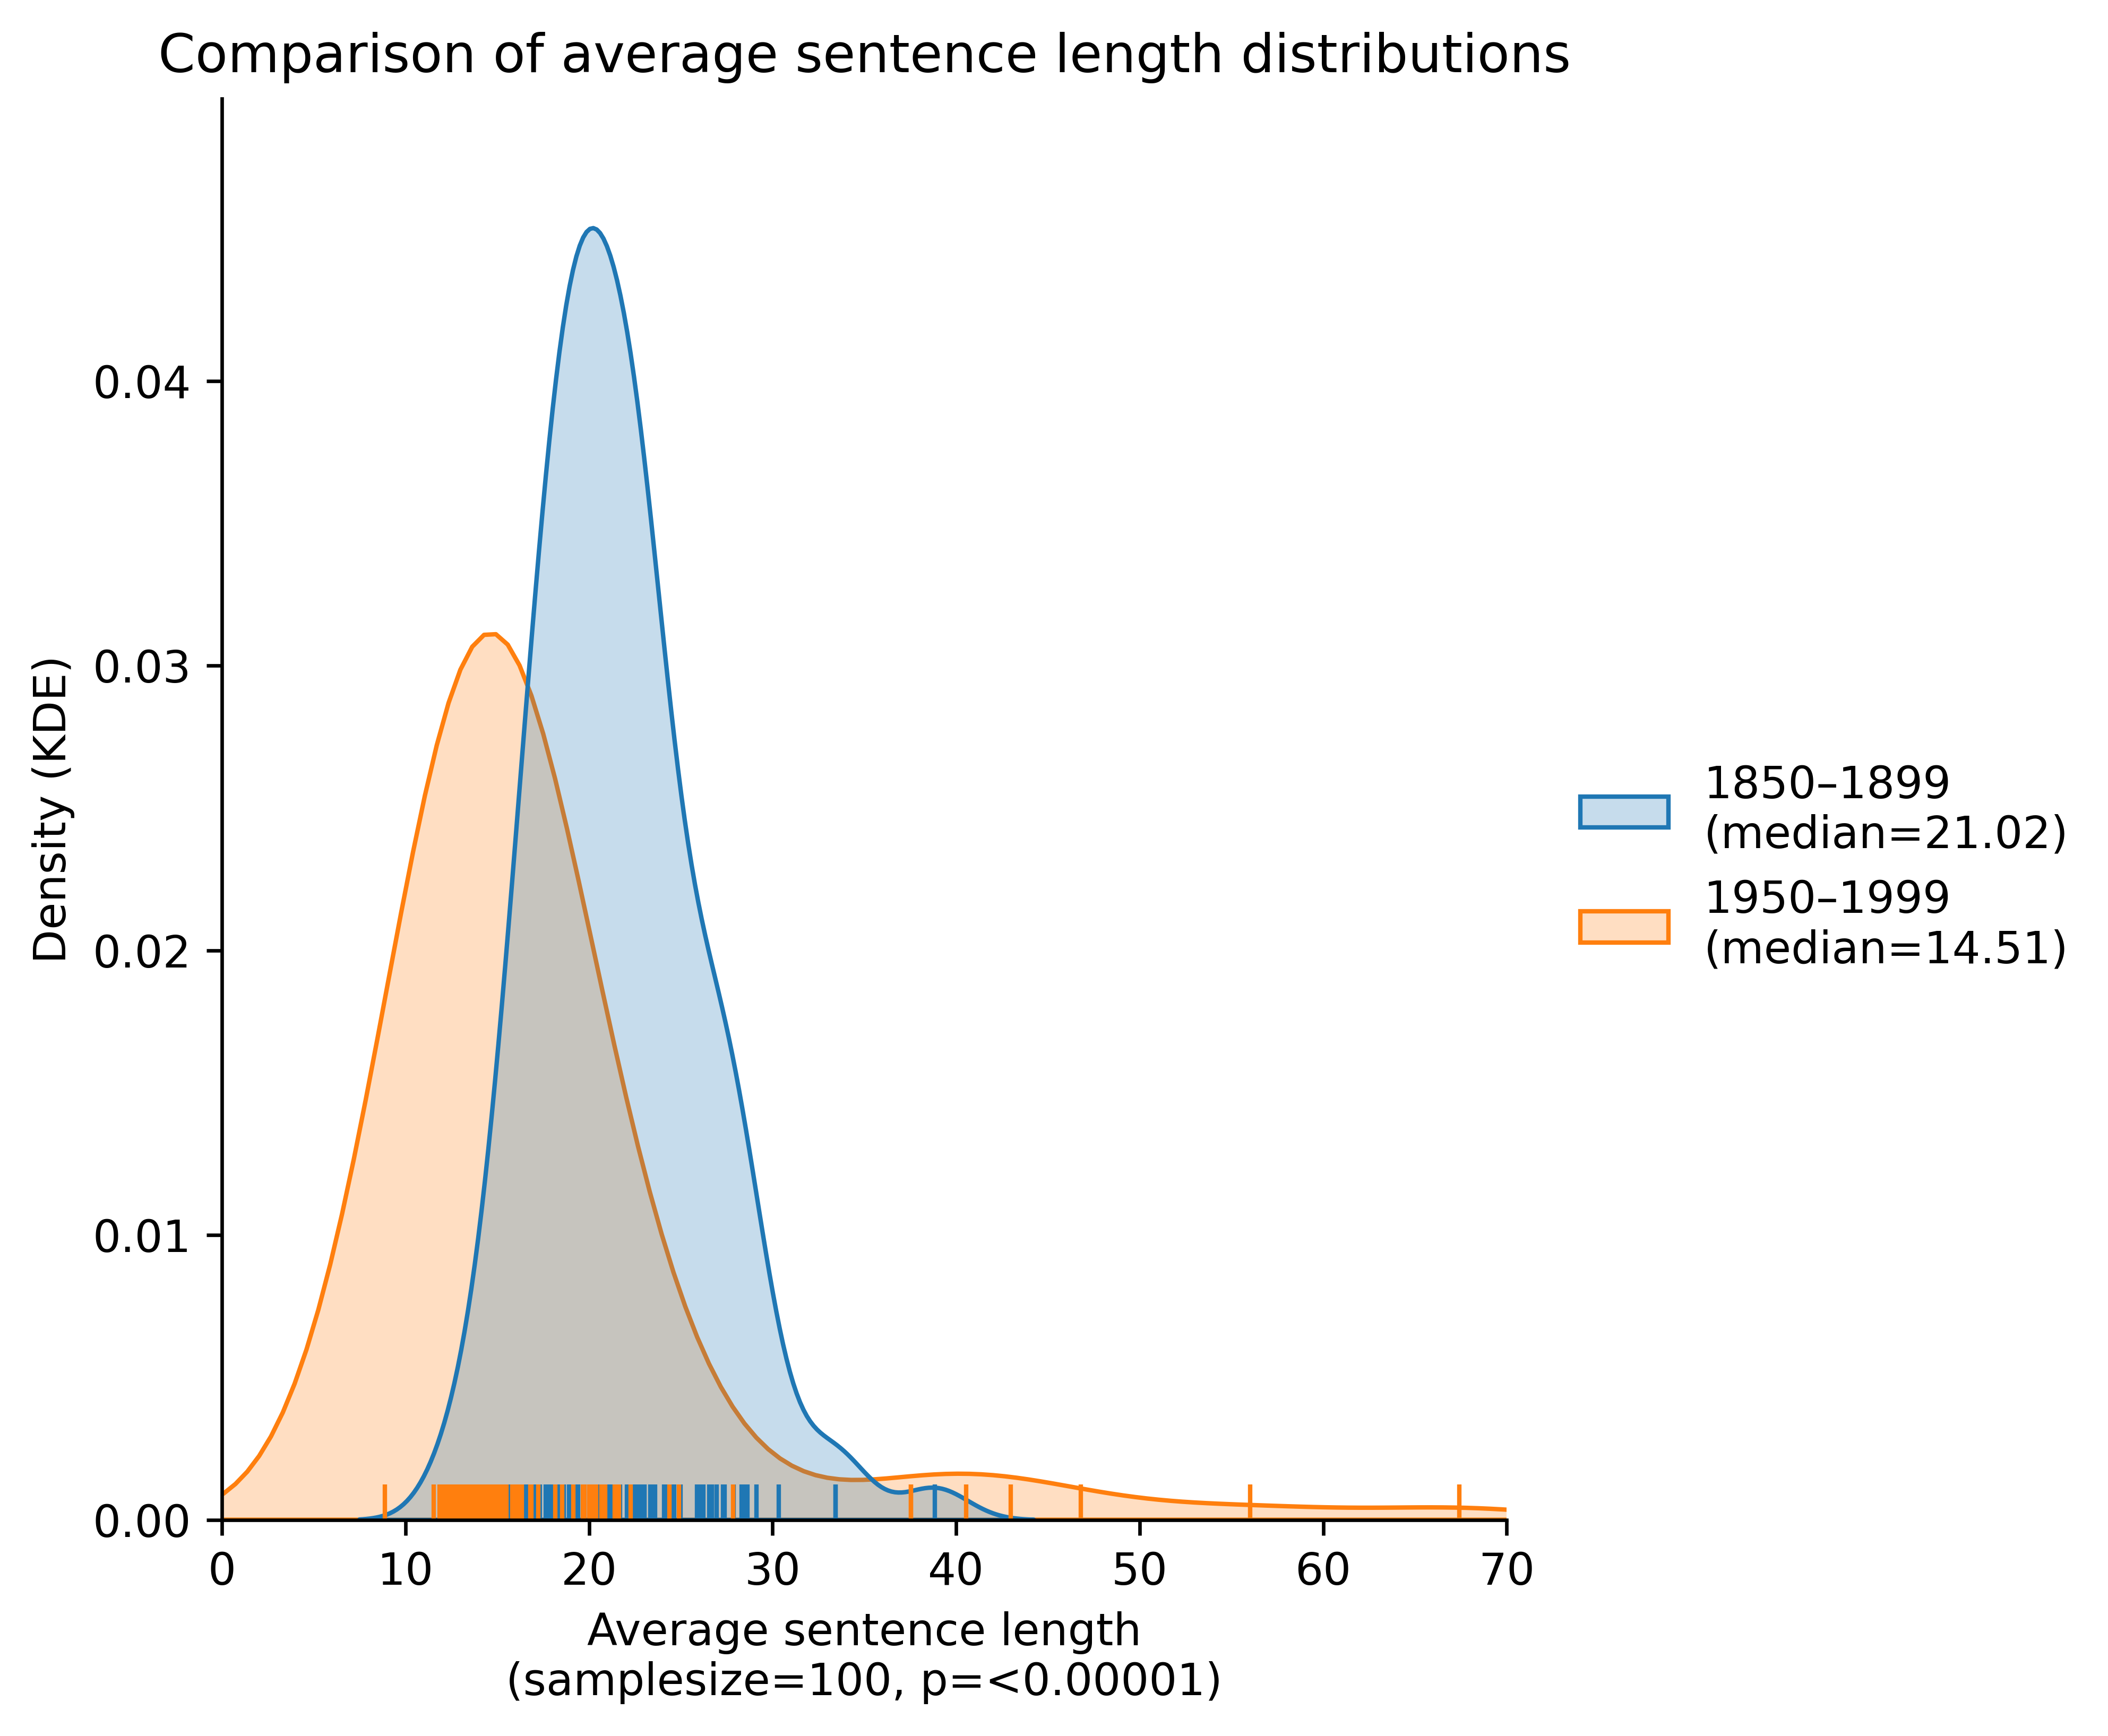 Comparison of average sentence length distributions
Density (KDE)
0.04
0.03
0.02
0.01
0.00
0 10 20 30 40 50 60 70
Average sentence length
(samplesize=100, p=<0.00001)
1850–1899
(median=21.02)
1950–1999
(median=14.51)